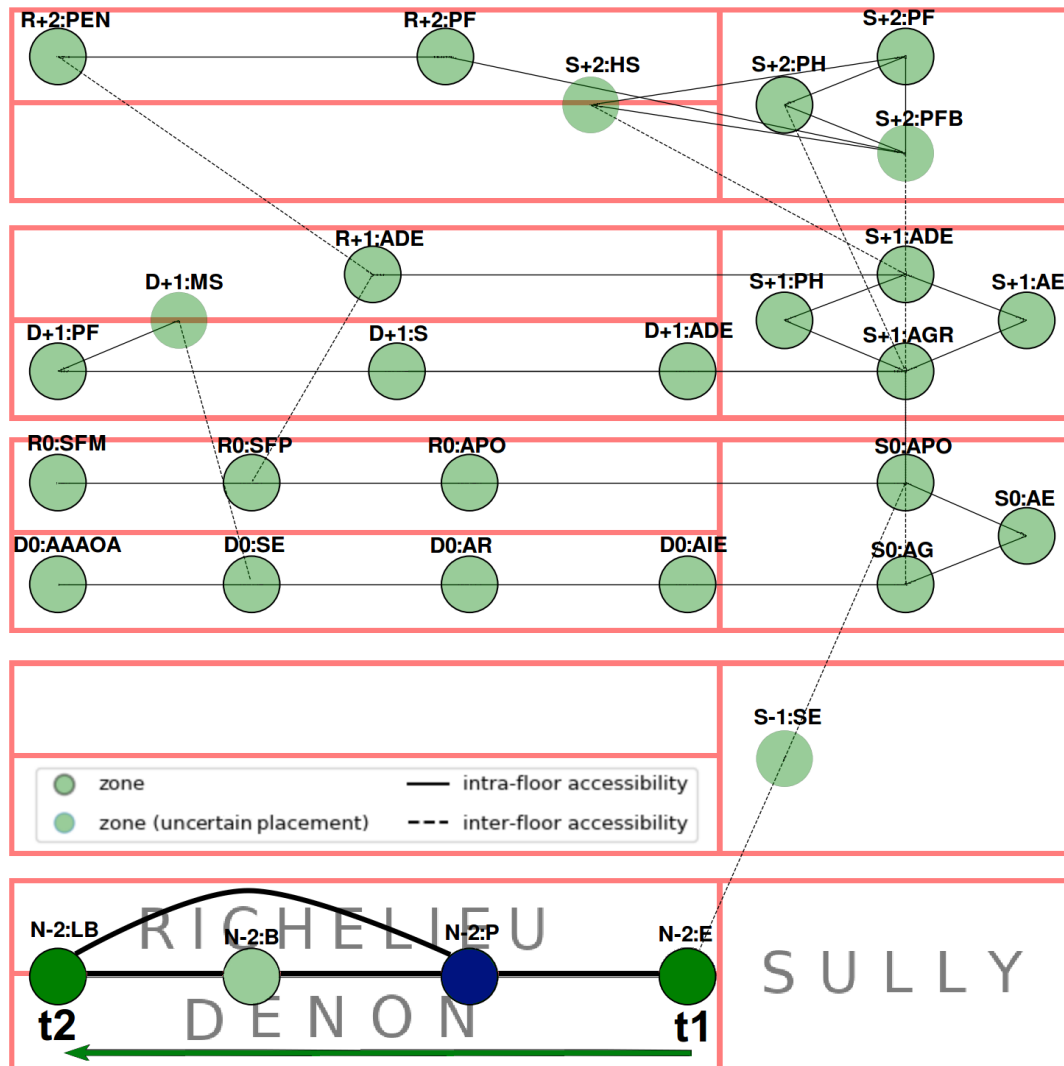 R+2:PEN
R+2:PF
S+2:PF
S+2:HS
S+2:PH
S+2:PFB
R+1:ADE
S+1:ADE
D+1:MS
S+1:PH
S+1:AE
D+1:PF
D+1:S
D+1:ADE
S+1:AGR
R0:SFM
R0:SFP
R0:APO
S0:APO
S0:AE
D0:AAAOA
D0:SE
D0:AR
D0:AIE
S0:AG
S-1:SE
zone
intra-floor accessibility
zone (uncertain placement)
inter-floor accessibility
RICHELIEU
N-2:LB
N-2:B
N-2:P
N-2:E
SULLY
DENON
t2
t1